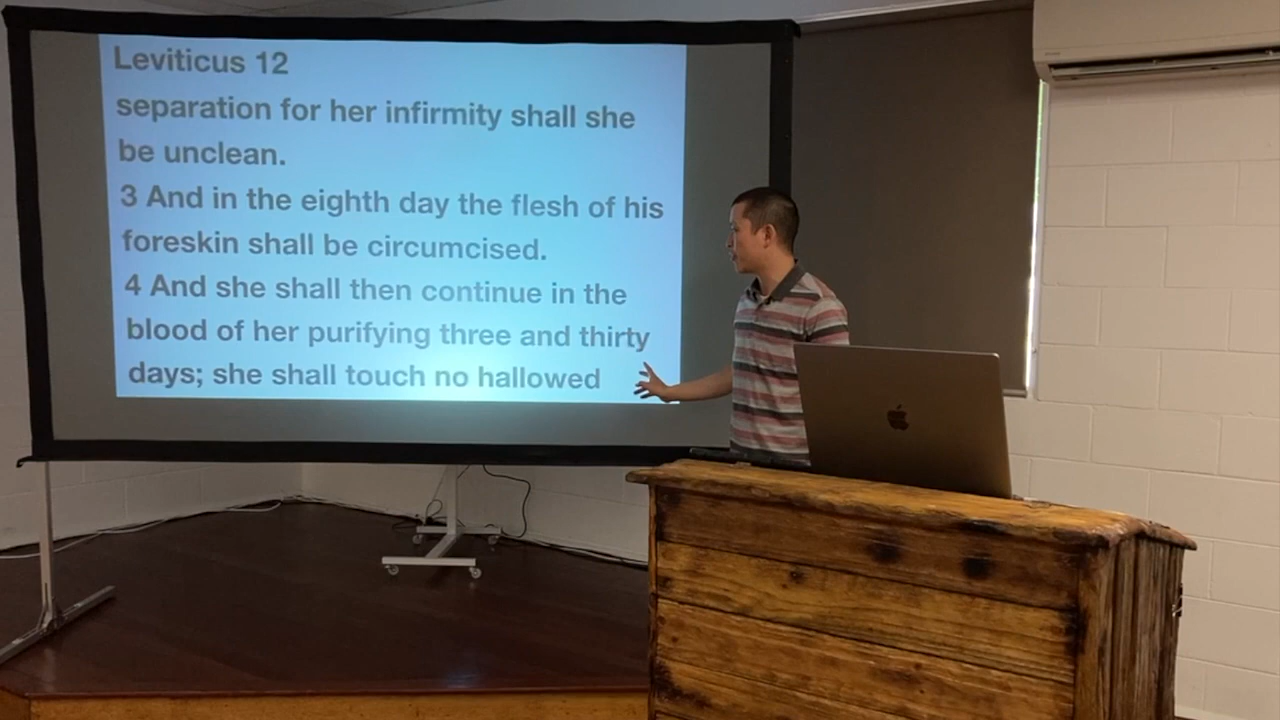 Leviticus 12
separation for her infirmity shall she
be unclean.
3 And in the eighth day the flesh of his
foreskin shall be circumcised.
4 And she shall then continue in the
blood of her purifying three and thirty
days; she shall touch no hallowed